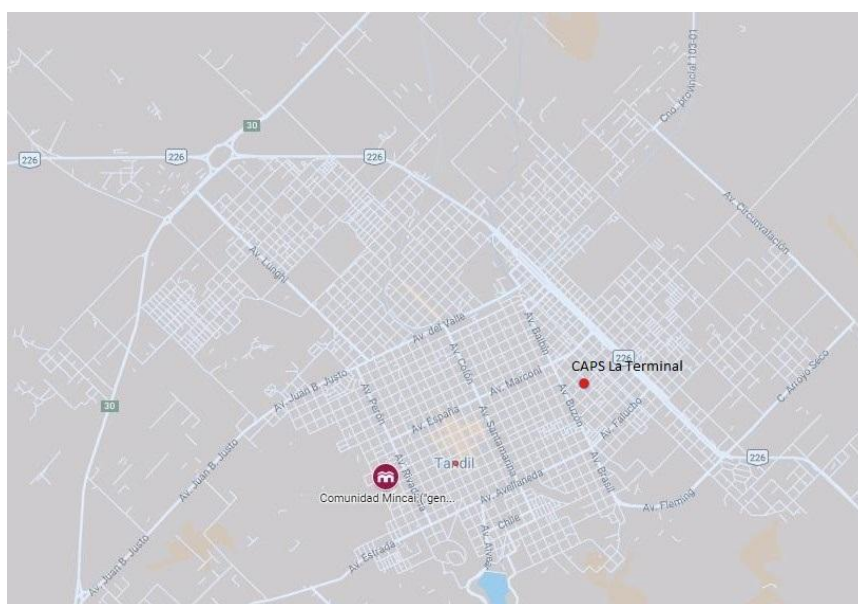 Cno. provincial 103-01
30
226
226
226
Av. Circunvalación
Av. Lunghi
Av. del Valle
Av. Balbín
226
CAPS La Terminal
Av. Juan B. Justo
Av. Colón
Av. Marconi
C. Arroyo Seco
30
Av. Perón
Av. España
Av. Buzón
Av. Falucho
Av. Santamarina
Av. Juan B. Justo
Tandil
226
Av. Rivadavia
Av. Avellaneda
Av. Brasil
Comunidad Mincai ("gen...
Av. Fleming
Chile
Av. Estrada
Av. Alvear
Av. Juan B. Justo